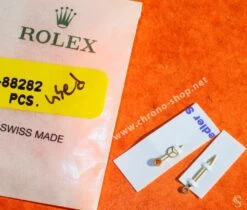 ROLEX
-88282
PCS. used
SWISS MADE
www.chrono-shop.net